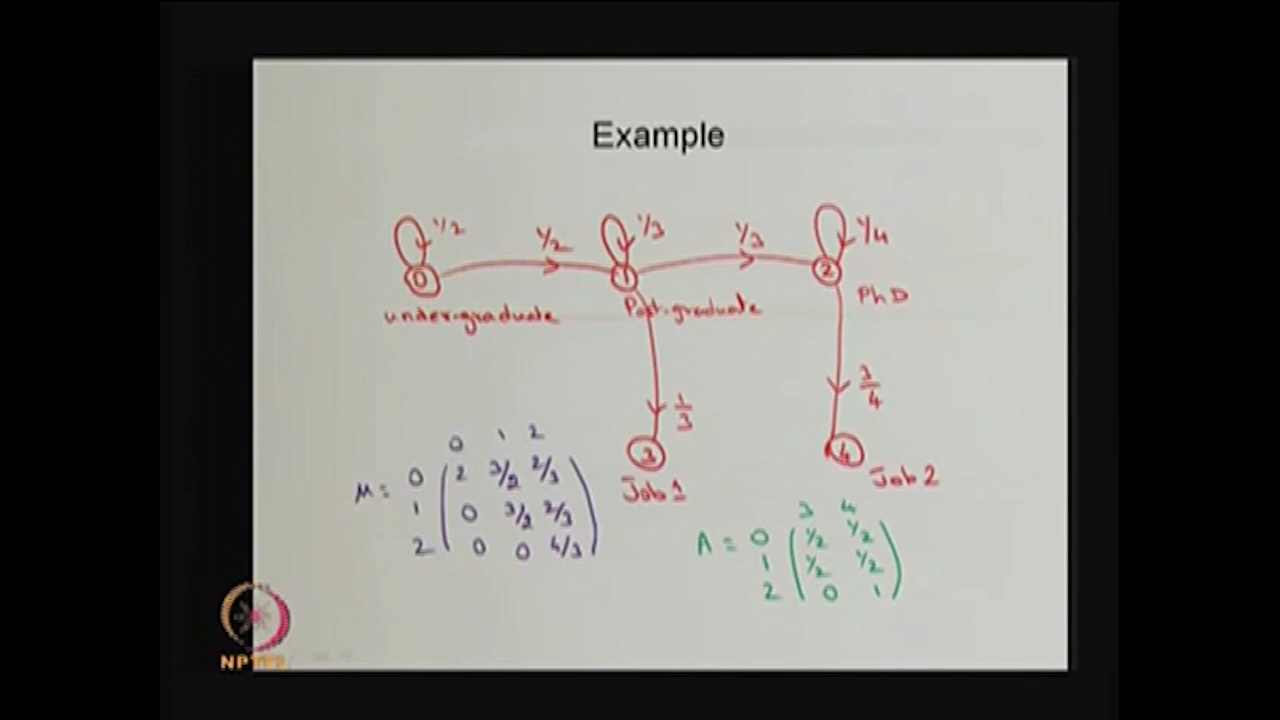 Example
1/2 1/2 1/3 1/3 1/4
0 1 2
under-graduate Post-graduate PhD
1/3 3/4
3 4
Job 1 Job 2
0 1 2
M = 0 ( 2 3/2 2/3 )
1 ( 0 3/2 2/3 )
2 ( 0 0 4/3 )
3 4
Λ = 0 ( 1/2 1/2 )
1 ( 1/2 1/2 )
2 ( 0 1 )
NPTEL